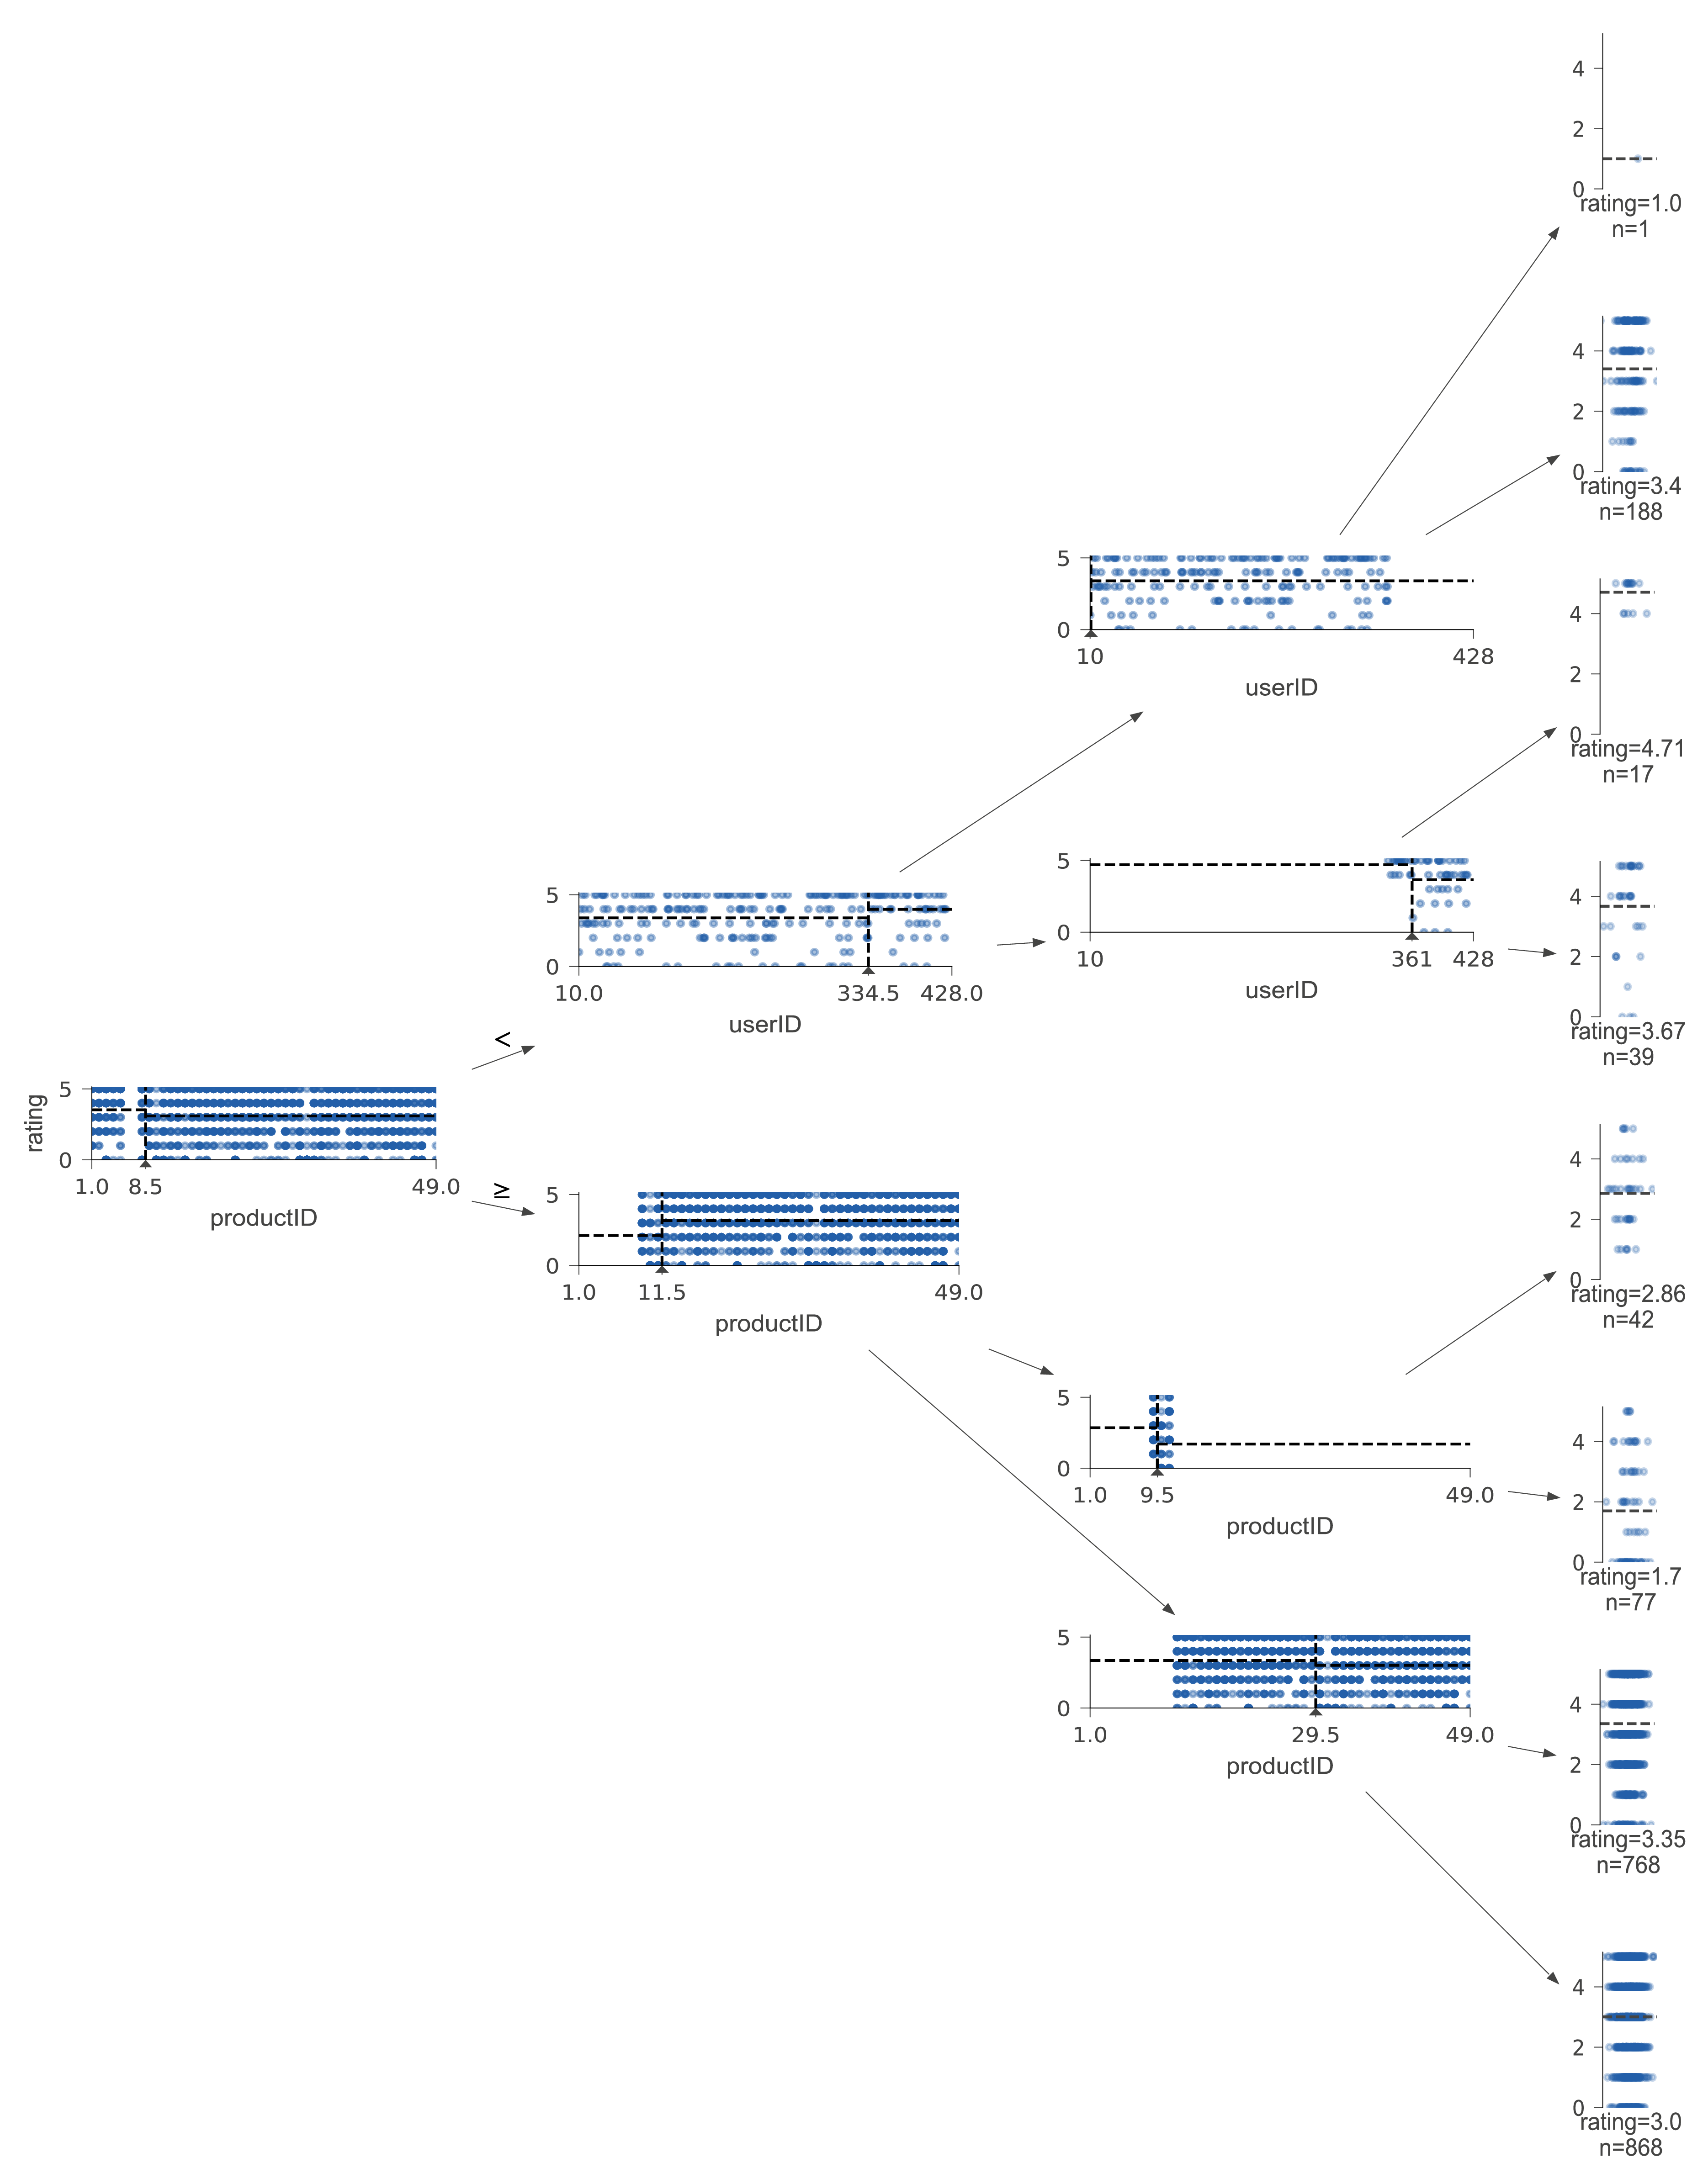 4
2
0
rating=1.0
n=1
4
2
0
rating=3.4
n=188
5
0
10 428
userID
4
2
0
rating=4.71
n=17
5
0
10 361 428
userID
4
2
0
rating=3.67
n=39
5
0
10.0 334.5 428.0
userID
<
rating
5
0
1.0 8.5 49.0
productID
≥
5
0
1.0 11.5 49.0
productID
4
2
0
rating=2.86
n=42
5
0
1.0 9.5 49.0
productID
4
2
0
rating=1.7
n=77
5
0
1.0 29.5 49.0
productID
4
2
0
rating=3.35
n=768
4
2
0
rating=3.0
n=868